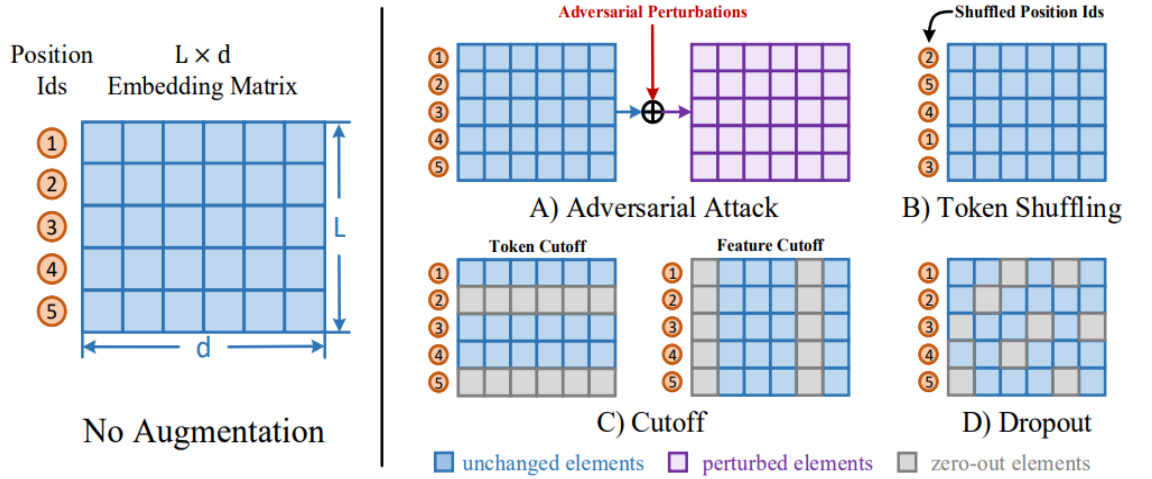 Position
Ids
L × d
Embedding Matrix
1
2
3
4
5
L
d
No Augmentation
Adversarial Perturbations
1
2
3
4
5
A) Adversarial Attack
Shuffled Position Ids
2
5
4
1
3
B) Token Shuffling
Token Cutoff
1
2
3
4
5
Feature Cutoff
1
2
3
4
5
C) Cutoff
1
2
3
4
5
D) Dropout
unchanged elements
perturbed elements
zero-out elements